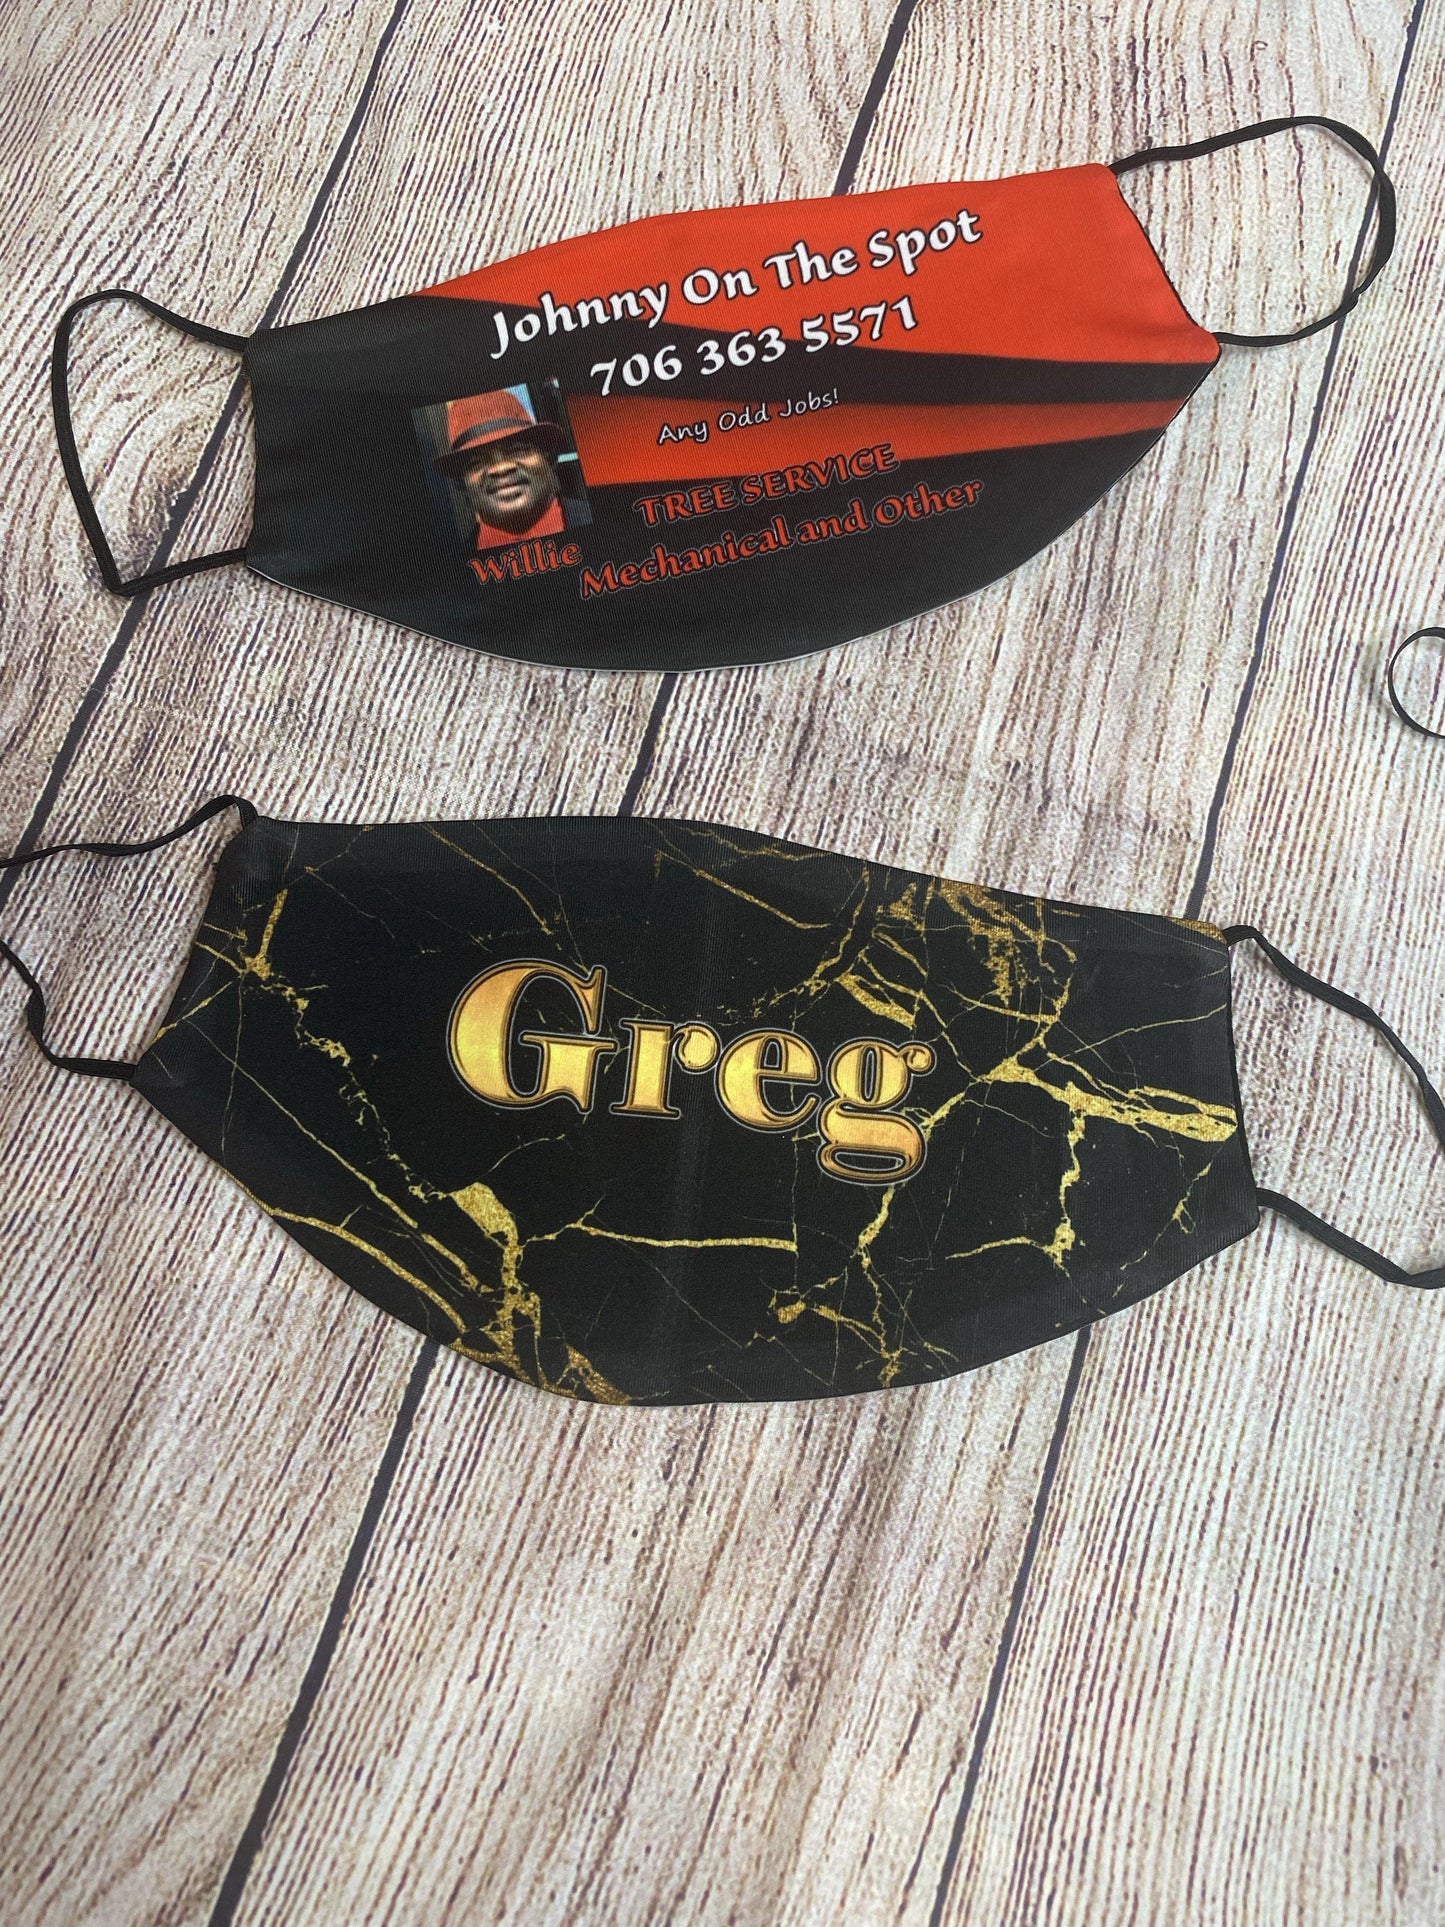 Johnny On The Spot
706 363 5571
Any Odd Jobs!
TREE SERVICE
Willie
Mechanical and Other
Greg